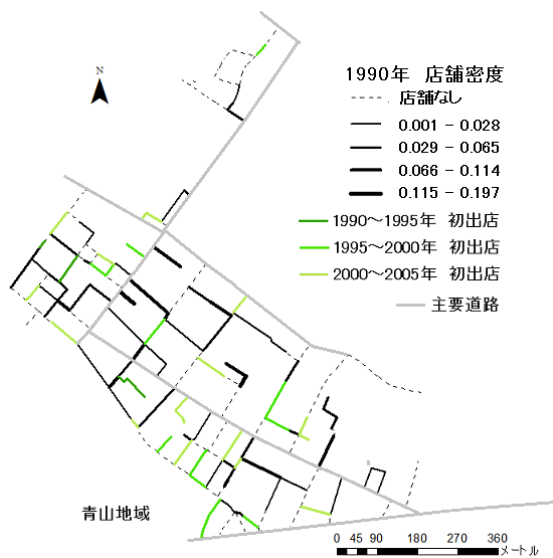 N
1990年 店舗密度
店舗なし
0.001 - 0.028
0.029 - 0.065
0.066 - 0.114
0.115 - 0.197
1990～1995年 初出店
1995～2000年 初出店
2000～2005年 初出店
主要道路
青山地域
0 45 90 180 270 360
メートル